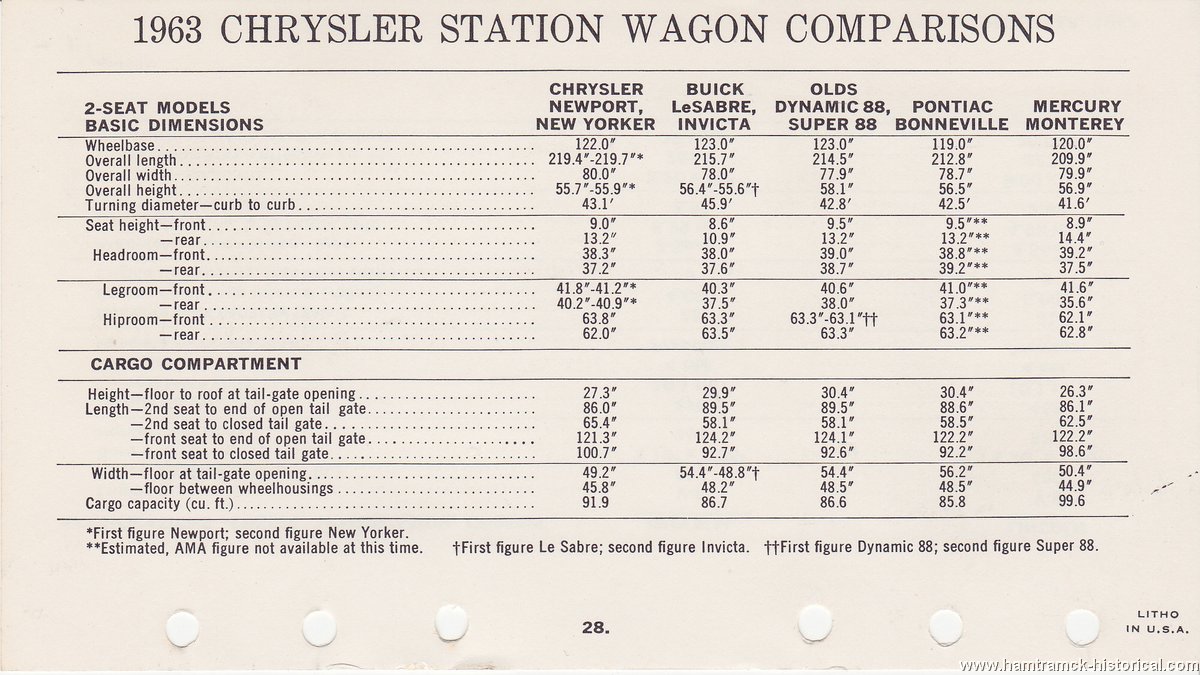 1963 CHRYSLER STATION WAGON COMPARISONS
2-SEAT MODELS
BASIC DIMENSIONS
CHRYSLER
NEWPORT,
NEW YORKER
BUICK
LeSABRE,
INVICTA
OLDS
DYNAMIC 88,
SUPER 88
PONTIAC
BONNEVILLE
MERCURY
MONTEREY
Wheelbase 122.0″ 123.0″ 123.0″ 119.0″ 120.0″
Overall length 219.4″-219.7″* 215.7″ 214.5″ 212.8″ 209.9″
Overall width 80.0″ 78.0″ 77.9″ 78.7″ 79.9″
Overall height 55.7″-55.9″* 56.4″-55.6″† 58.1″ 56.5″ 56.9″
Turning diameter—curb to curb 43.1′ 45.9′ 42.8′ 42.5′ 41.6′
Seat height—front 9.0″ 8.6″ 9.5″ 9.5″** 8.9″
—rear 13.2″ 10.9″ 13.2″ 13.2″** 14.4″
Headroom—front 38.3″ 38.0″ 39.0″ 38.8″** 39.2″
—rear 37.2″ 37.6″ 38.7″ 39.2″** 37.5″
Legroom—front 41.8″-41.2″* 40.3″ 40.6″ 41.0″** 41.6″
—rear 40.2″-40.9″* 37.5″ 38.0″ 37.3″** 35.6″
Hiproom—front 63.8″ 63.3″ 63.3″-63.1″†† 63.1″** 62.1″
—rear 62.0″ 63.5″ 63.3″ 63.2″** 62.8″
CARGO COMPARTMENT
Height—floor to roof at tail-gate opening 27.3″ 29.9″ 30.4″ 30.4″ 26.3″
Length—2nd seat to end of open tail gate 86.0″ 89.5″ 89.5″ 88.6″ 86.1″
—2nd seat to closed tail gate 65.4″ 58.1″ 58.1″ 58.5″ 62.5″
—front seat to end of open tail gate 121.3″ 124.2″ 124.1″ 122.2″ 122.2″
—front seat to closed tail gate 100.7″ 92.7″ 92.6″ 92.2″ 98.6″
Width—floor at tail-gate opening 49.2″ 54.4″-48.8″† 54.4″ 56.2″ 50.4″
—floor between wheelhousings 45.8″ 48.2″ 48.5″ 48.5″ 44.9″
Cargo capacity (cu. ft.) 91.9 86.7 86.6 85.8 99.6
*First figure Newport; second figure New Yorker.
**Estimated, AMA figure not available at this time. †First figure Le Sabre; second figure Invicta. ††First figure Dynamic 88; second figure Super 88.
28.
LITHO
IN U.S.A.
www.hamtramck-historical.com